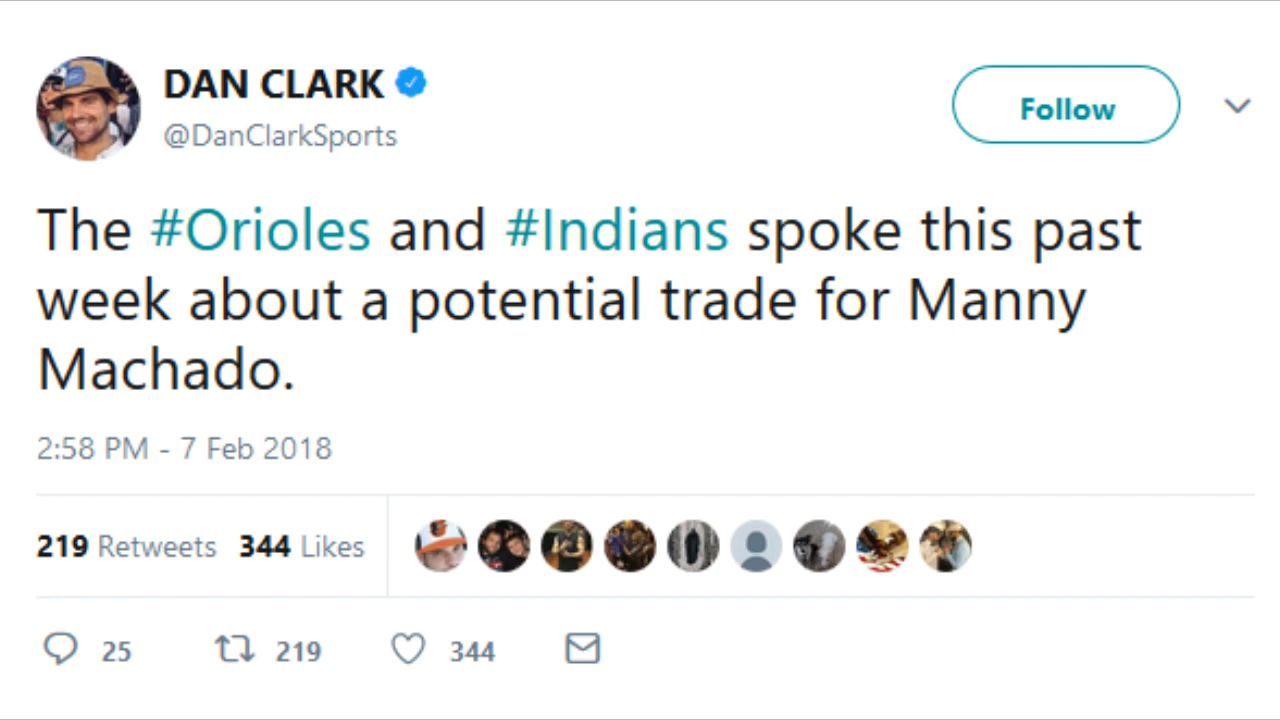 DAN CLARK
@DanClarkSports
Follow
The #Orioles and #Indians spoke this past
week about a potential trade for Manny
Machado.
2:58 PM - 7 Feb 2018
219 Retweets 344 Likes
25 219 344